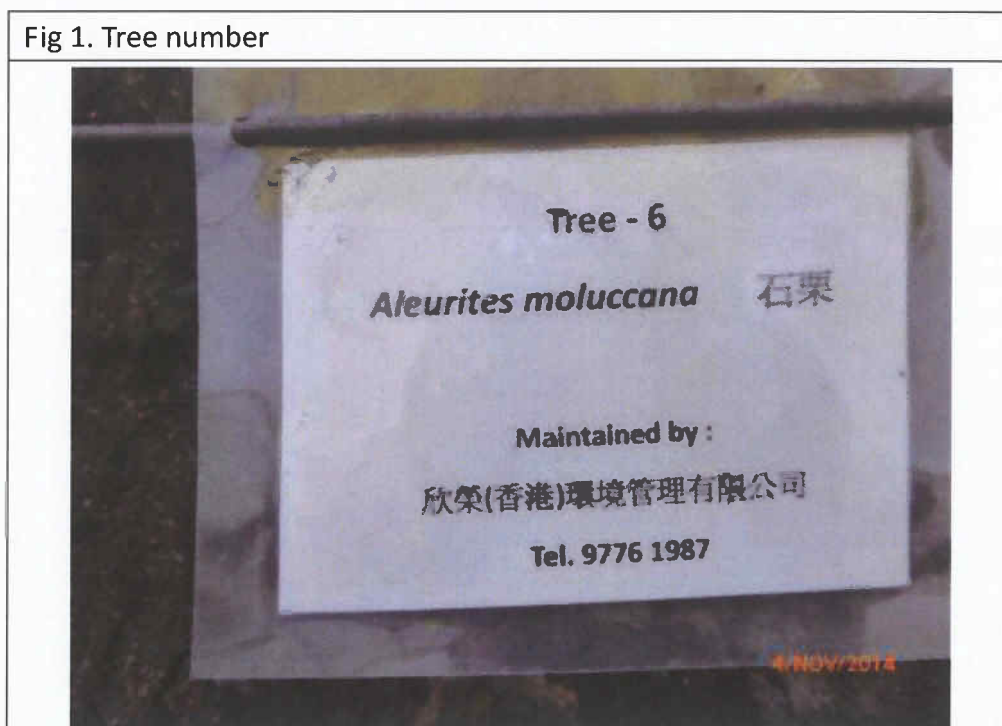 Fig 1. Tree number
Tree - 6
Aleurites moluccana 石栗
Maintained by :
欣榮(香港)環境管理有限公司
Tel. 9776 1987
4/NOV/2014